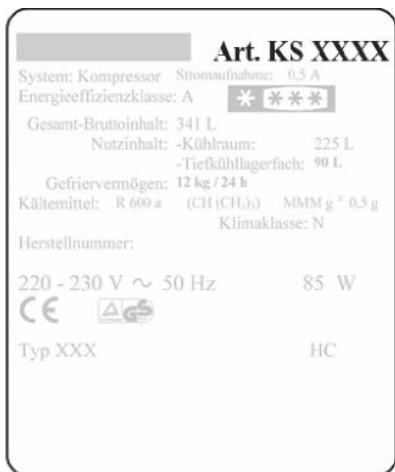 Art. KS XXXX
System: Kompressor Stromaufnahme: 0,5 A
Energieeffizienzklasse: A
Gesamt-Bruttoinhalt: 341 L
Nutzinhalt: -Kühlraum: 225 L
-Tiefkühllagerfach: 90 L
Gefriervermögen: 12 kg / 24 h
Kältemittel: R 600 a (CH (CH₃)₃) MMM g ± 0,5 g
Klimaklasse: N
Herstellnummer:
220 - 230 V ~ 50 Hz 85 W
CE GS
Typ XXX HC